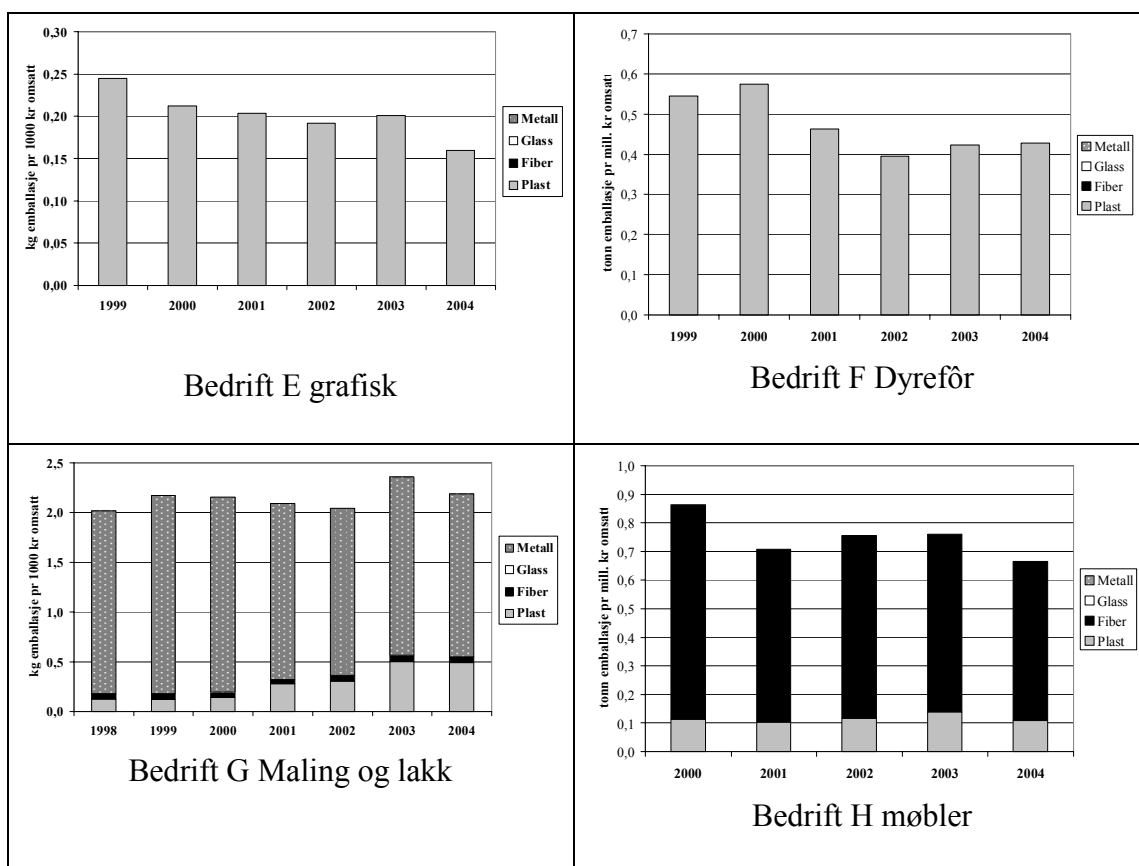 kg emballasje pr 1000 kr omsatt
0,30
0,25
0,20
0,15
0,10
0,05
0,00
1999 2000 2001 2002 2003 2004
Metall
Glass
Fiber
Plast
Bedrift E grafisk
tonn emballasje pr mill. kr omsatt
0,7
0,6
0,5
0,4
0,3
0,2
0,1
0,0
1999 2000 2001 2002 2003 2004
Metall
Glass
Fiber
Plast
Bedrift F Dyrefôr
kg emballasje pr 1000 kr omsatt
2,5
2,0
1,5
1,0
0,5
0,0
1998 1999 2000 2001 2002 2003 2004
Metall
Glass
Fiber
Plast
Bedrift G Maling og lakk
tonn emballasje pr mill. kr omsatt
1,0
0,9
0,8
0,7
0,6
0,5
0,4
0,3
0,2
0,1
0,0
2000 2001 2002 2003 2004
Metall
Glass
Fiber
Plast
Bedrift H møbler